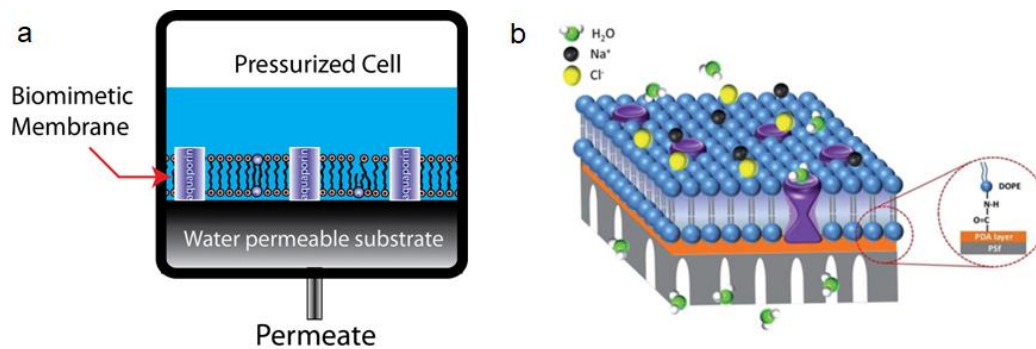 a
Pressurized Cell
Biomimetic
Membrane
aquaporin
aquaporin
aquaporin
Water permeable substrate
Permeate
b
H₂O
Na⁺
Cl⁻
DOPE
N-H
O=C
PDA layer
PSf